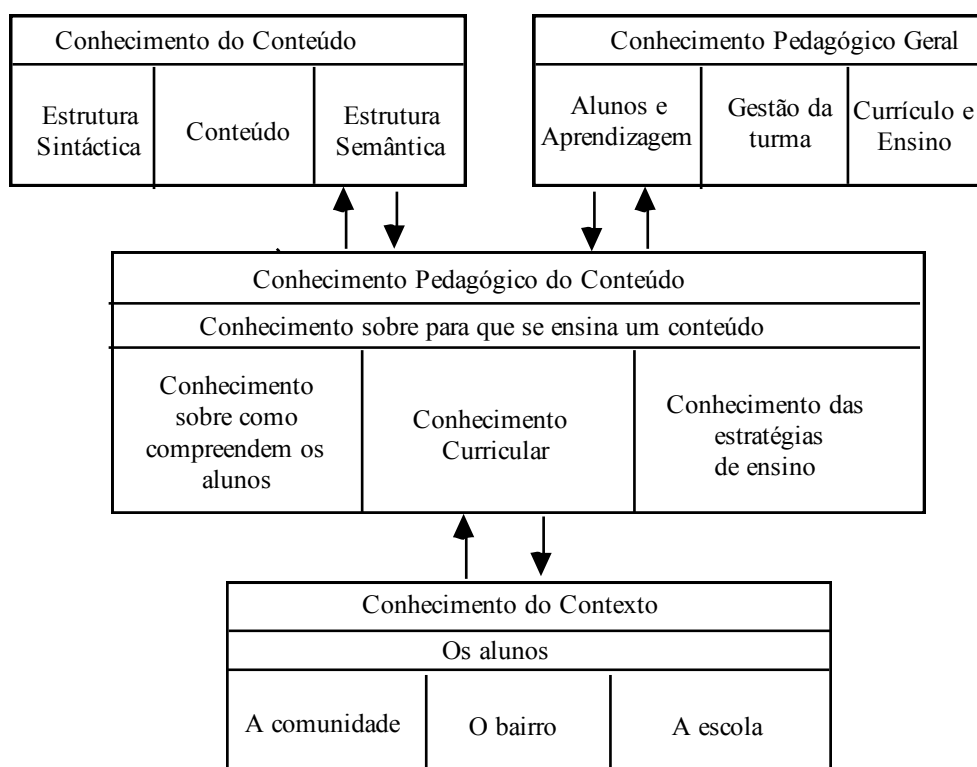 Conhecimento do Conteúdo
Estrutura
Sintáctica
Conteúdo
Estrutura
Semântica
Conhecimento Pedagógico Geral
Alunos e
Aprendizagem
Gestão da
turma
Currículo e
Ensino
Conhecimento Pedagógico do Conteúdo
Conhecimento sobre para que se ensina um conteúdo
Conhecimento
sobre como
compreendem os
alunos
Conhecimento
Curricular
Conhecimento das
estratégias
de ensino
Conhecimento do Contexto
Os alunos
A comunidade
O bairro
A escola